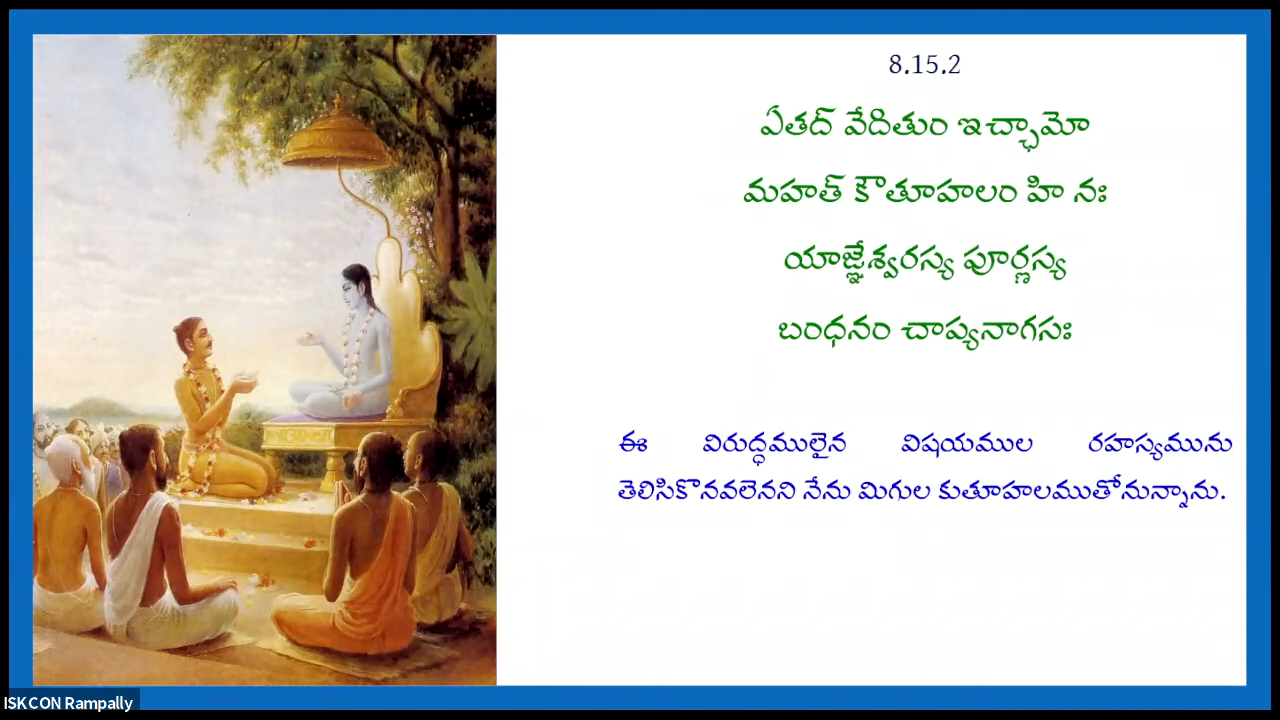 8.15.2
ఏతద్ వేదితుం ఇచ్ఛామో
మహత్ కౌతూహలం హి నః
యాజ్ఞేశ్వరస్య పూర్ణస్య
బంధనం చాప్యనాగసః
ఈ విరుద్ధములైన విషయముల రహస్యమును
తెలిసికొనవలెనని నేను మిగుల కుతూహలముతోనున్నాను.
ISKCON Rampally